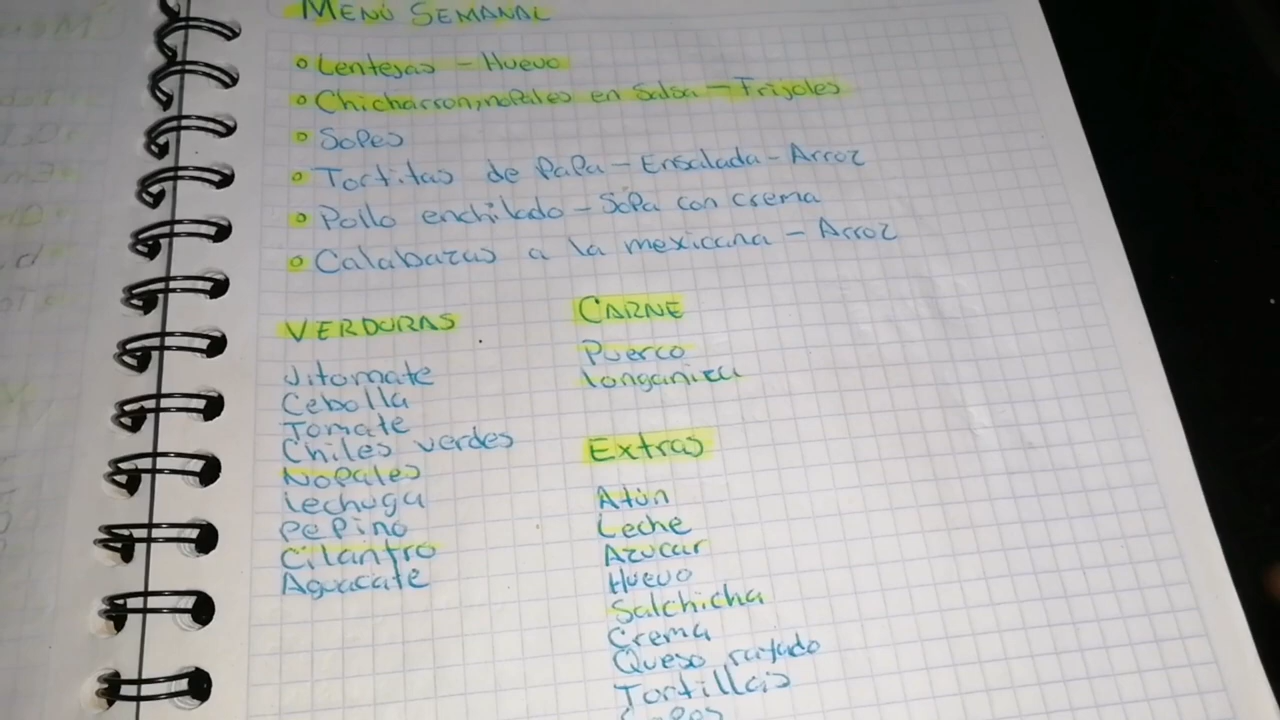 MENÚ SEMANAL
Lentejas - Huevo
Chicharron, nopales en Salsa - Frijoles
Sopes
Tortitas de PaPa - Ensalada - Arroz
Pollo enchilado - Sopa con crema
Calabazas a la mexicana - Arroz
VERDURAS
Jitomate
Cebolla
Tomate
Chiles verdes
Nopales
Lechuga
Pepino
Cilantro
Aguacate
CARNE
Puerco
longaniza
Extras
Atún
Leche
Azucar
Huevo
Salchicha
Crema
Queso rayado
Tortillas